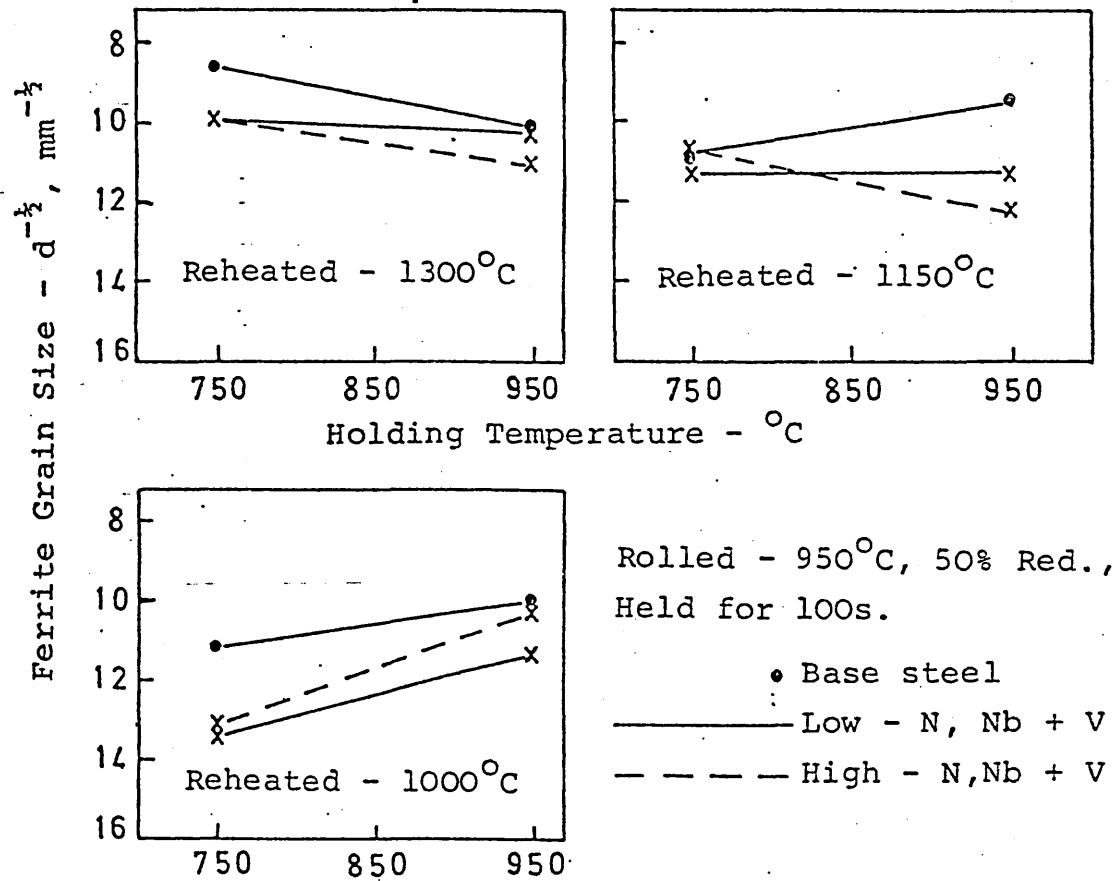 Ferrite Grain Size - d^-½, mm^-½
8
10
12
14
16
Reheated - 1300°C
750
850
950
Reheated - 1150°C
750
850
950
Holding Temperature - °C
8
10
12
14
16
Reheated - 1000°C
750
850
950
Rolled - 950°C, 50% Red.,
Held for 100s.
Base steel
Low - N, Nb + V
High - N,Nb + V